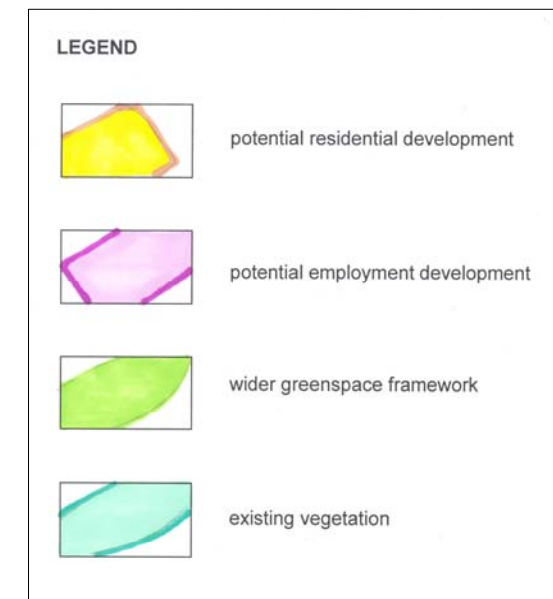 LEGEND
potential residential development
potential employment development
wider greenspace framework
existing vegetation